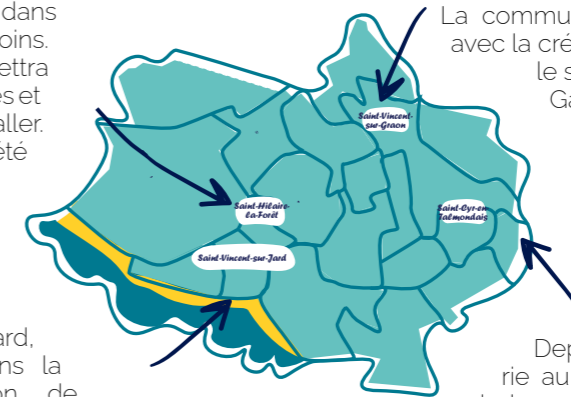 dans
oins.
ettra
es et
aller.
été
La commu
avec la cré
le s
Ga
Saint-Vincent-
sur-Graon
Saint-Hilaire-
la-Forêt
Saint-Cyr-en
Talmondais
Saint-Vincent-sur-Jard
ard,
ns la
on de
Dep
rie au